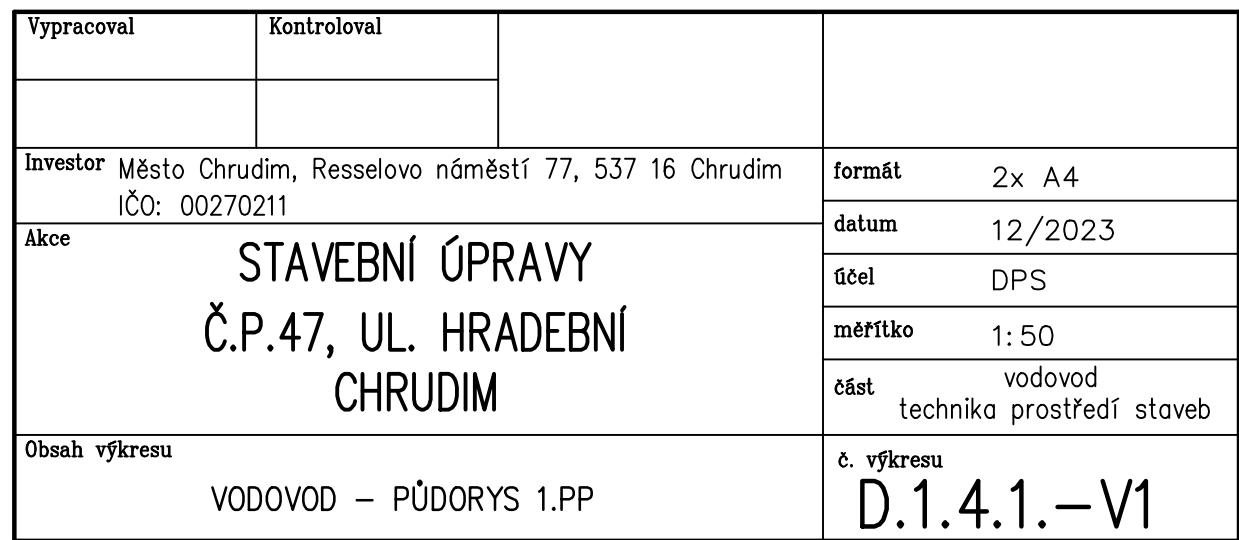 Vypracoval
Kontroloval
Investor Město Chrudim, Resselovo náměstí 77, 537 16 Chrudim
IČO: 00270211
Akce
STAVEBNÍ ÚPRAVY
Č.P.47, UL. HRADEBNÍ
CHRUDIM
formát 2x A4
datum 12/2023
účel DPS
měřítko 1:50
část vodovod
technika prostředí staveb
Obsah výkresu
VODOVOD – PŮDORYS 1.PP
č. výkresu
D.1.4.1.–V1